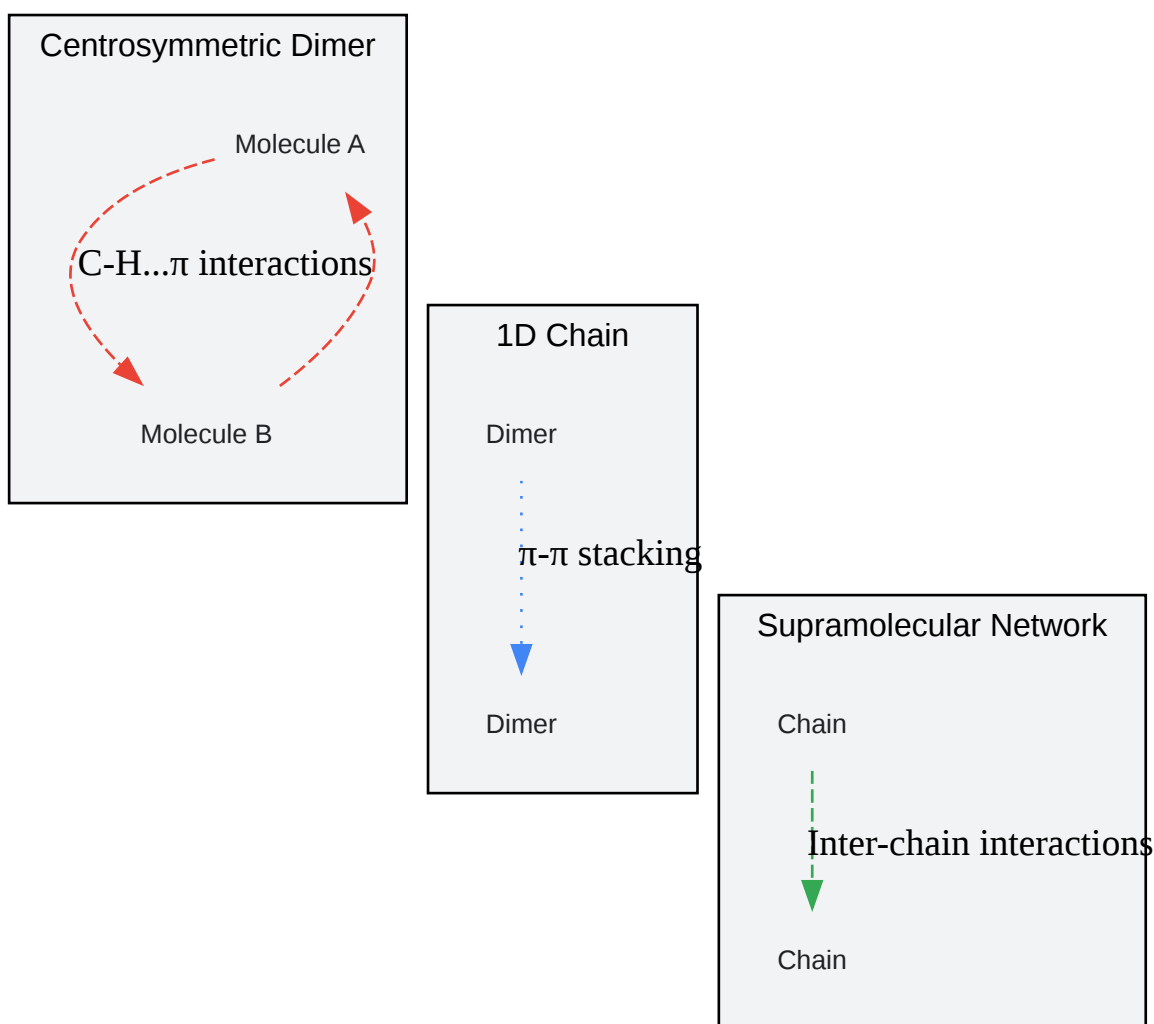 Centrosymmetric Dimer
Molecule A
C-H...π interactions
Molecule B
1D Chain
Dimer
π-π stacking
Dimer
Supramolecular Network
Chain
Inter-chain interactions
Chain